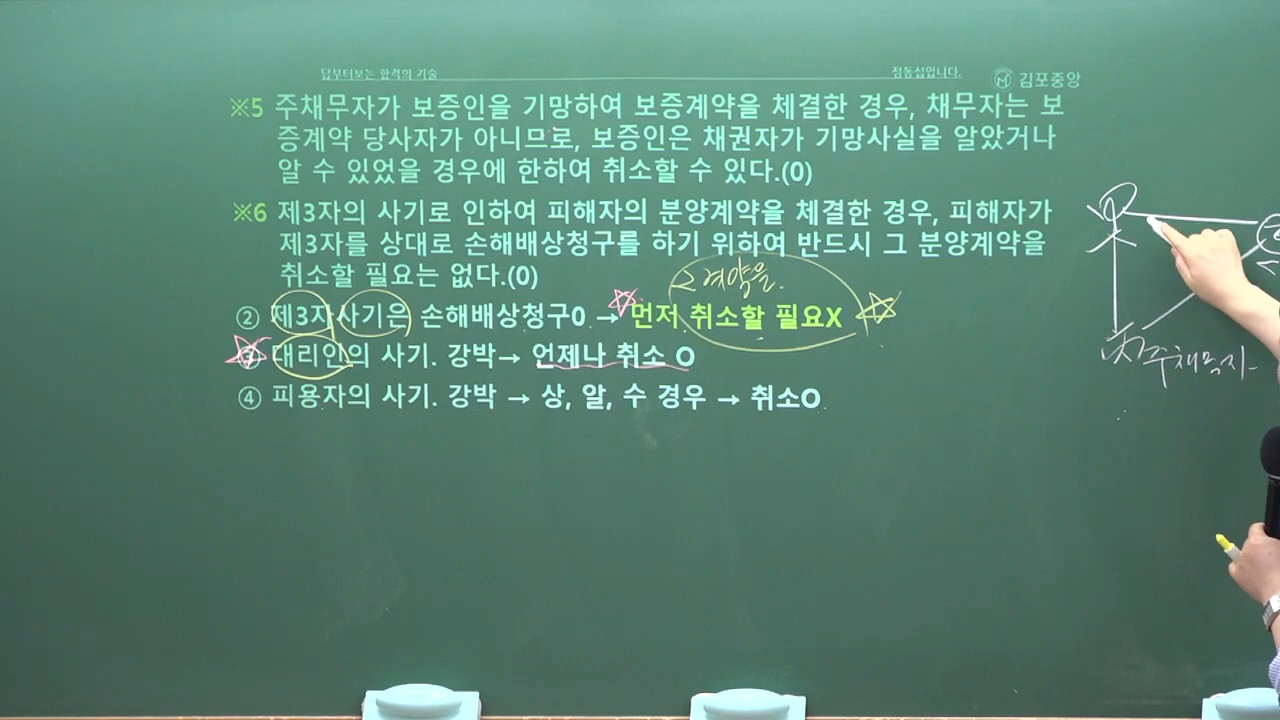 답부터보는 합격의 기술
정동섭입니다.
김포중앙
※5 주채무자가 보증인을 기망하여 보증계약을 체결한 경우, 채무자는 보
증계약 당사자가 아니므로, 보증인은 채권자가 기망사실을 알았거나
알 수 있었을 경우에 한하여 취소할 수 있다.(0)
※6 제3자의 사기로 인하여 피해자의 분양계약을 체결한 경우, 피해자가
제3자를 상대로 손해배상청구를 하기 위하여 반드시 그 분양계약을
취소할 필요는 없다.(0)
계약을.
② 제3자 사기은 손해배상청구0 → 먼저 취소할 필요X
③ 대리인의 사기. 강박→ 언제나 취소 O
④ 피용자의 사기. 강박 → 상, 알, 수 경우 → 취소O
주채무자